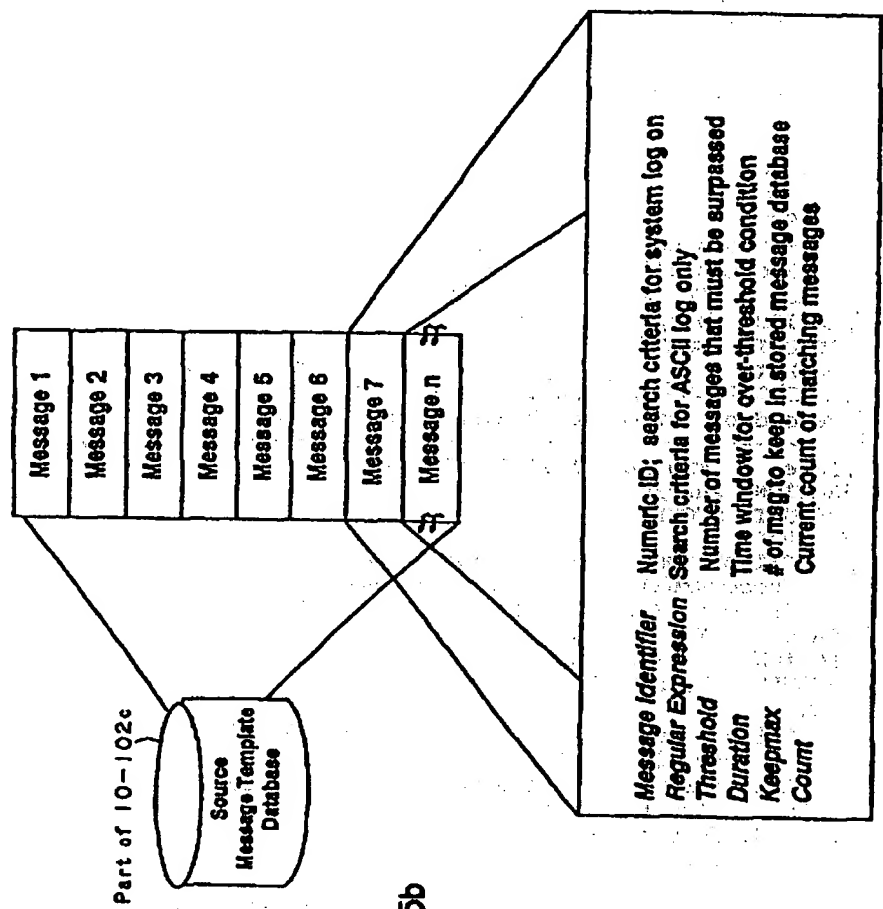 Part of 10-102c
Source
Message Template
Database
Message 1
Message 2
Message 3
Message 4
Message 5
Message 6
Message 7
Message n
Message Identifier Numeric ID; search criteria for system log on
Regular Expression Search criteria for ASCII log only
Threshold Number of messages that must be surpassed
Duration Time window for over-threshold condition
Keepmax # of msg to keep in stored message database
Count Current count of matching messages
5b